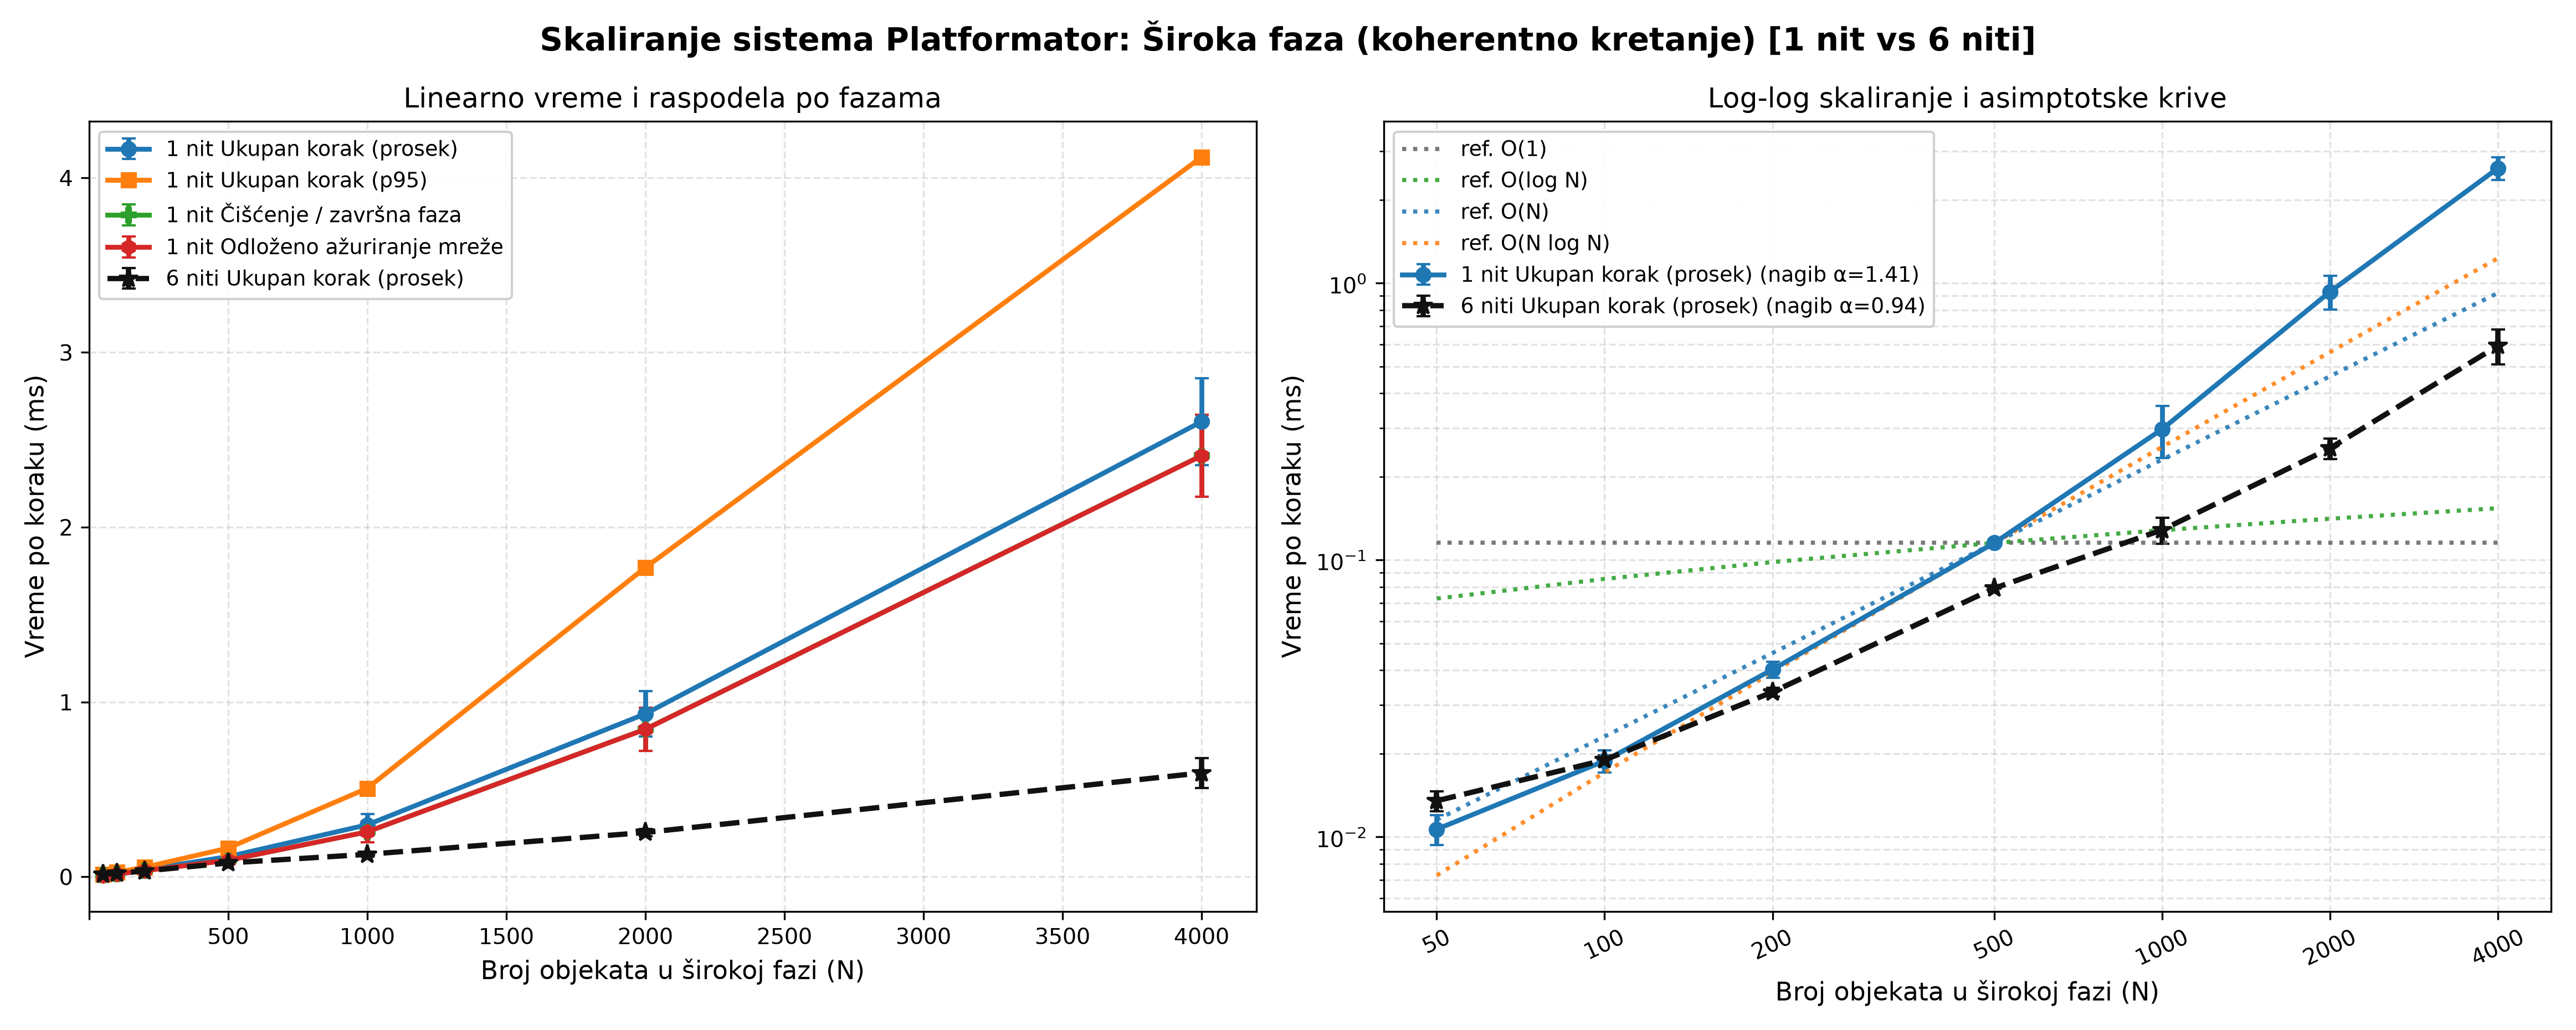 Skaliranje sistema Platformator: Široka faza (koherentno kretanje) [1 nit vs 6 niti]
Linearno vreme i raspodela po fazama
1 nit Ukupan korak (prosek)
1 nit Ukupan korak (p95)
1 nit Čišćenje / završna faza
1 nit Odloženo ažuriranje mreže
6 niti Ukupan korak (prosek)
Vreme po koraku (ms)
4
3
2
1
0
500
1000
1500
2000
2500
3000
3500
4000
Broj objekata u širokoj fazi (N)
Log-log skaliranje i asimptotske krive
ref. O(1)
ref. O(log N)
ref. O(N)
ref. O(N log N)
1 nit Ukupan korak (prosek) (nagib α=1.41)
6 niti Ukupan korak (prosek) (nagib α=0.94)
Vreme po koraku (ms)
10⁰
10⁻¹
10⁻²
50
100
200
500
1000
2000
4000
Broj objekata u širokoj fazi (N)